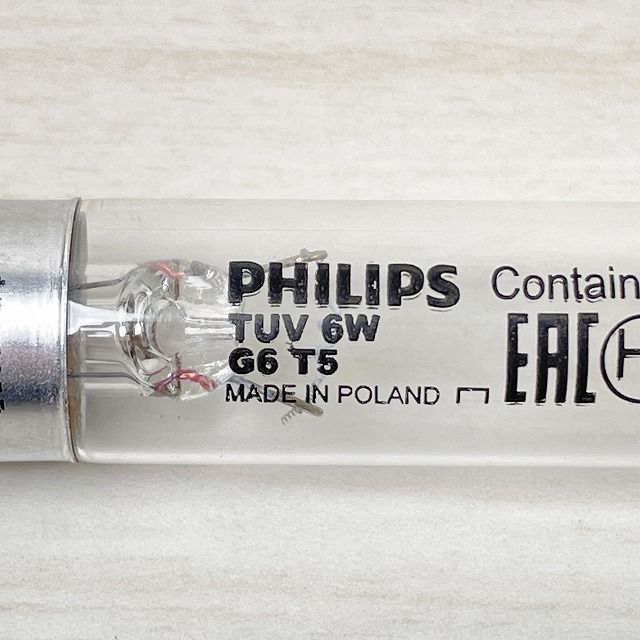 PHILIPS
TUV 6W
G6 T5
MADE IN POLAND
Contain
EAC
H